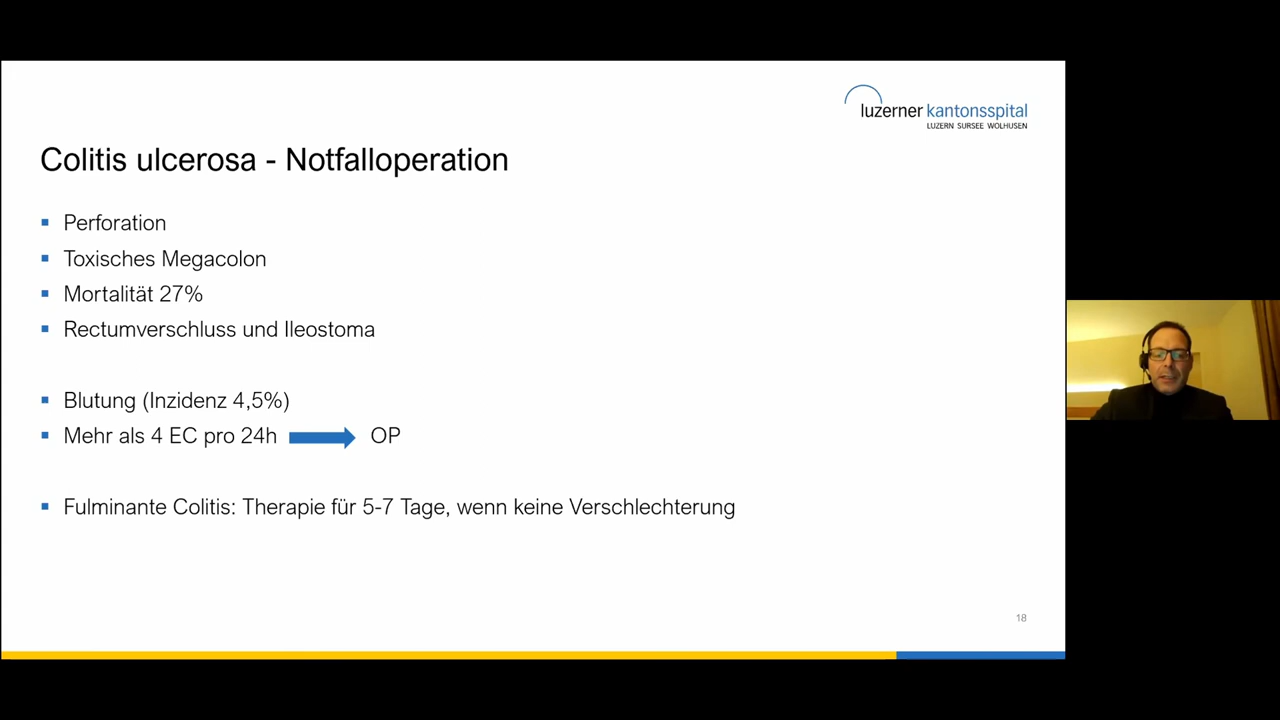 luzerner kantonsspital
LUZERN SURSEE WOLHUSEN
Colitis ulcerosa - Notfalloperation
Perforation
Toxisches Megacolon
Mortalität 27%
Rectumverschluss und Ileostoma
Blutung (Inzidenz 4,5%)
Mehr als 4 EC pro 24h OP
Fulminante Colitis: Therapie für 5-7 Tage, wenn keine Verschlechterung
18